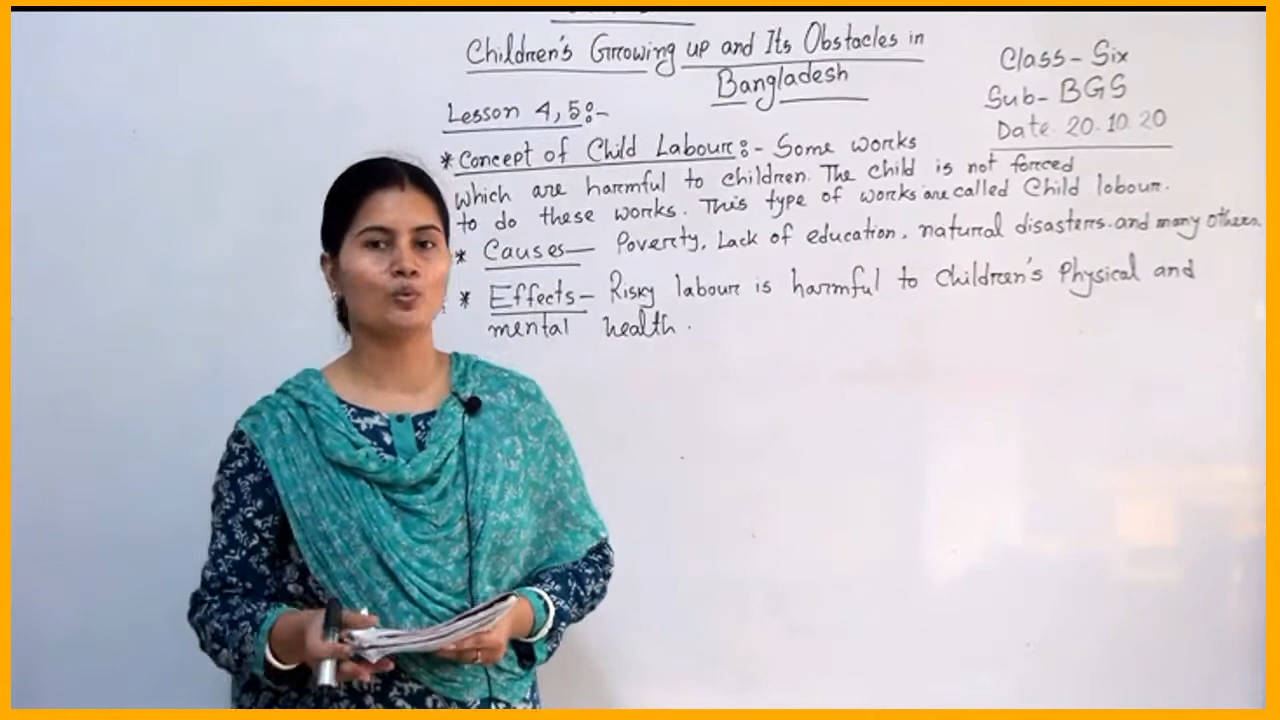 Children's Growing up and Its Obstacles in
Bangladesh
Class - Six
Sub - BGS
Date. 20.10.20
Lesson 4, 5:-
* Concept of Child Labour:- Some works
which are harmful to children. The child is not forced
to do these works. This type of works are called Child lobour.
* Causes— Poverty, Lack of education, natural disasters. and many others.
* Effects— Risky labour is harmful to children's Physical and
mental health.